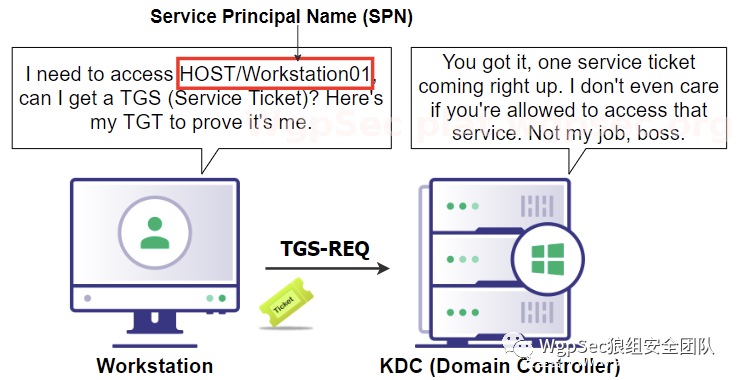 Service Principal Name (SPN)
I need to access HOST/Workstation01,
can I get a TGS (Service Ticket)? Here's
my TGT to prove it's me.
You got it, one service ticket
coming right up. I don't even care
if you're allowed to access that
service. Not my job, boss.
TGS-REQ
Ticket
Workstation
KDC (Domain Controller)
WgpSec狼组安全团队